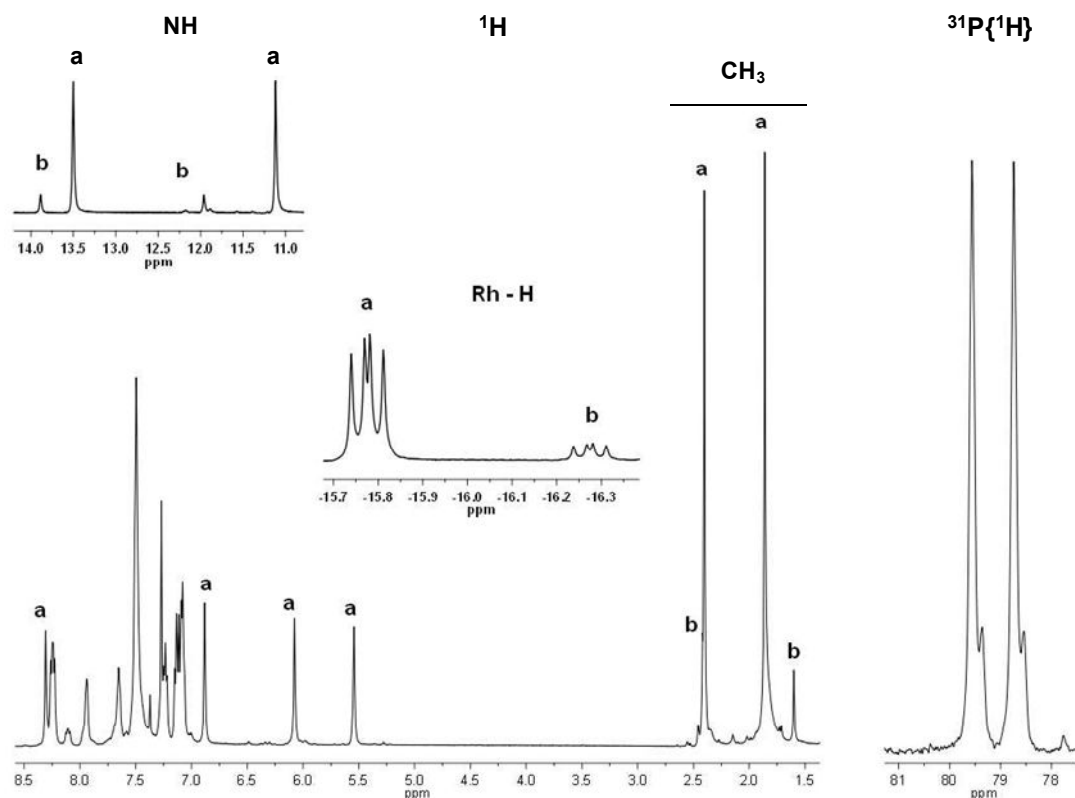 NH
¹H
³¹P{¹H}
a
a
CH₃
b
b
a
a
14.0 13.5 13.0 12.5 12.0 11.5 11.0
ppm
Rh - H
a
b
-15.7 -15.8 -15.9 -16.0 -16.1 -16.2 -16.3
ppm
a
a
a
a
b
b
8.5 8.0 7.5 7.0 6.5 6.0 5.5 5.0 4.5 4.0 3.5 3.0 2.5 2.0 1.5
ppm
81 80 79 78
ppm